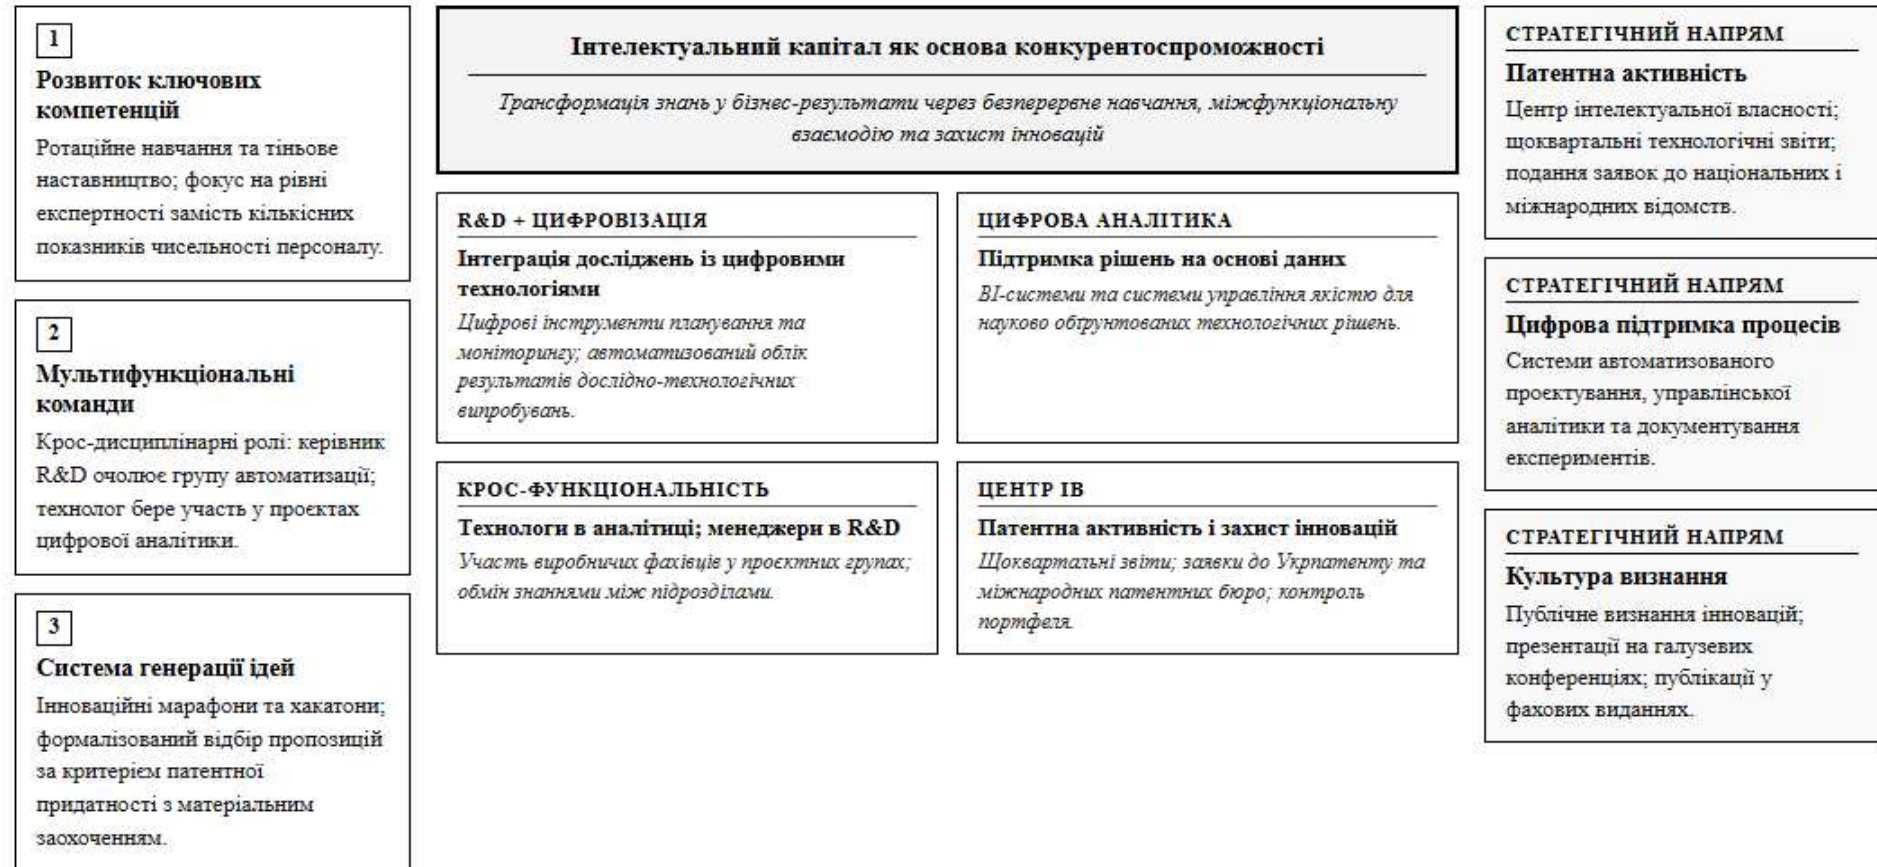 1
Розвиток ключових
компетенцій
Ротаційне навчання та тіньове
наставництво; фокус на рівні
експертності замість кількісних
показників чисельності персоналу.
2
Мультифункціональні
команди
Крос-дисциплінарні ролі: керівник
R&D очолює групу автоматизації;
технолог бере участь у проєктах
цифрової аналітики.
3
Система генерації ідей
Інноваційні марафони та хакатони;
формалізований відбір пропозицій
за критерієм патентної
придатності з матеріальним
заохоченням.
Інтелектуальний капітал як основа конкурентоспроможності
Трансформація знань у бізнес-результати через безперервне навчання, міжфункціональну
взаємодію та захист інновацій
R&D + ЦИФРОВІЗАЦІЯ
Інтеграція досліджень із цифровими
технологіями
Цифрові інструменти планування та
моніторингу; автоматизований облік
результатів дослідно-технологічних
випробувань.
ЦИФРОВА АНАЛІТИКА
Підтримка рішень на основі даних
BI-системи та системи управління якістю для
науково обґрунтованих технологічних рішень.
КРОС-ФУНКЦІОНАЛЬНІСТЬ
Технологи в аналітиці; менеджери в R&D
Участь виробничих фахівців у проєктних групах;
обмін знаннями між підрозділами.
ЦЕНТР ІВ
Патентна активність і захист інновацій
Щоквартальні звіти; заявки до Укрпатенту та
міжнародних патентних бюро; контроль
портфеля.
СТРАТЕГІЧНИЙ НАПРЯМ
Патентна активність
Центр інтелектуальної власності;
щоквартальні технологічні звіти;
подання заявок до національних і
міжнародних відомств.
СТРАТЕГІЧНИЙ НАПРЯМ
Цифрова підтримка процесів
Системи автоматизованого
проєктування, управлінської
аналітики та документування
експериментів.
СТРАТЕГІЧНИЙ НАПРЯМ
Культура визнання
Публічне визнання інновацій;
презентації на галузевих
конференціях; публікації у
фахових виданнях.